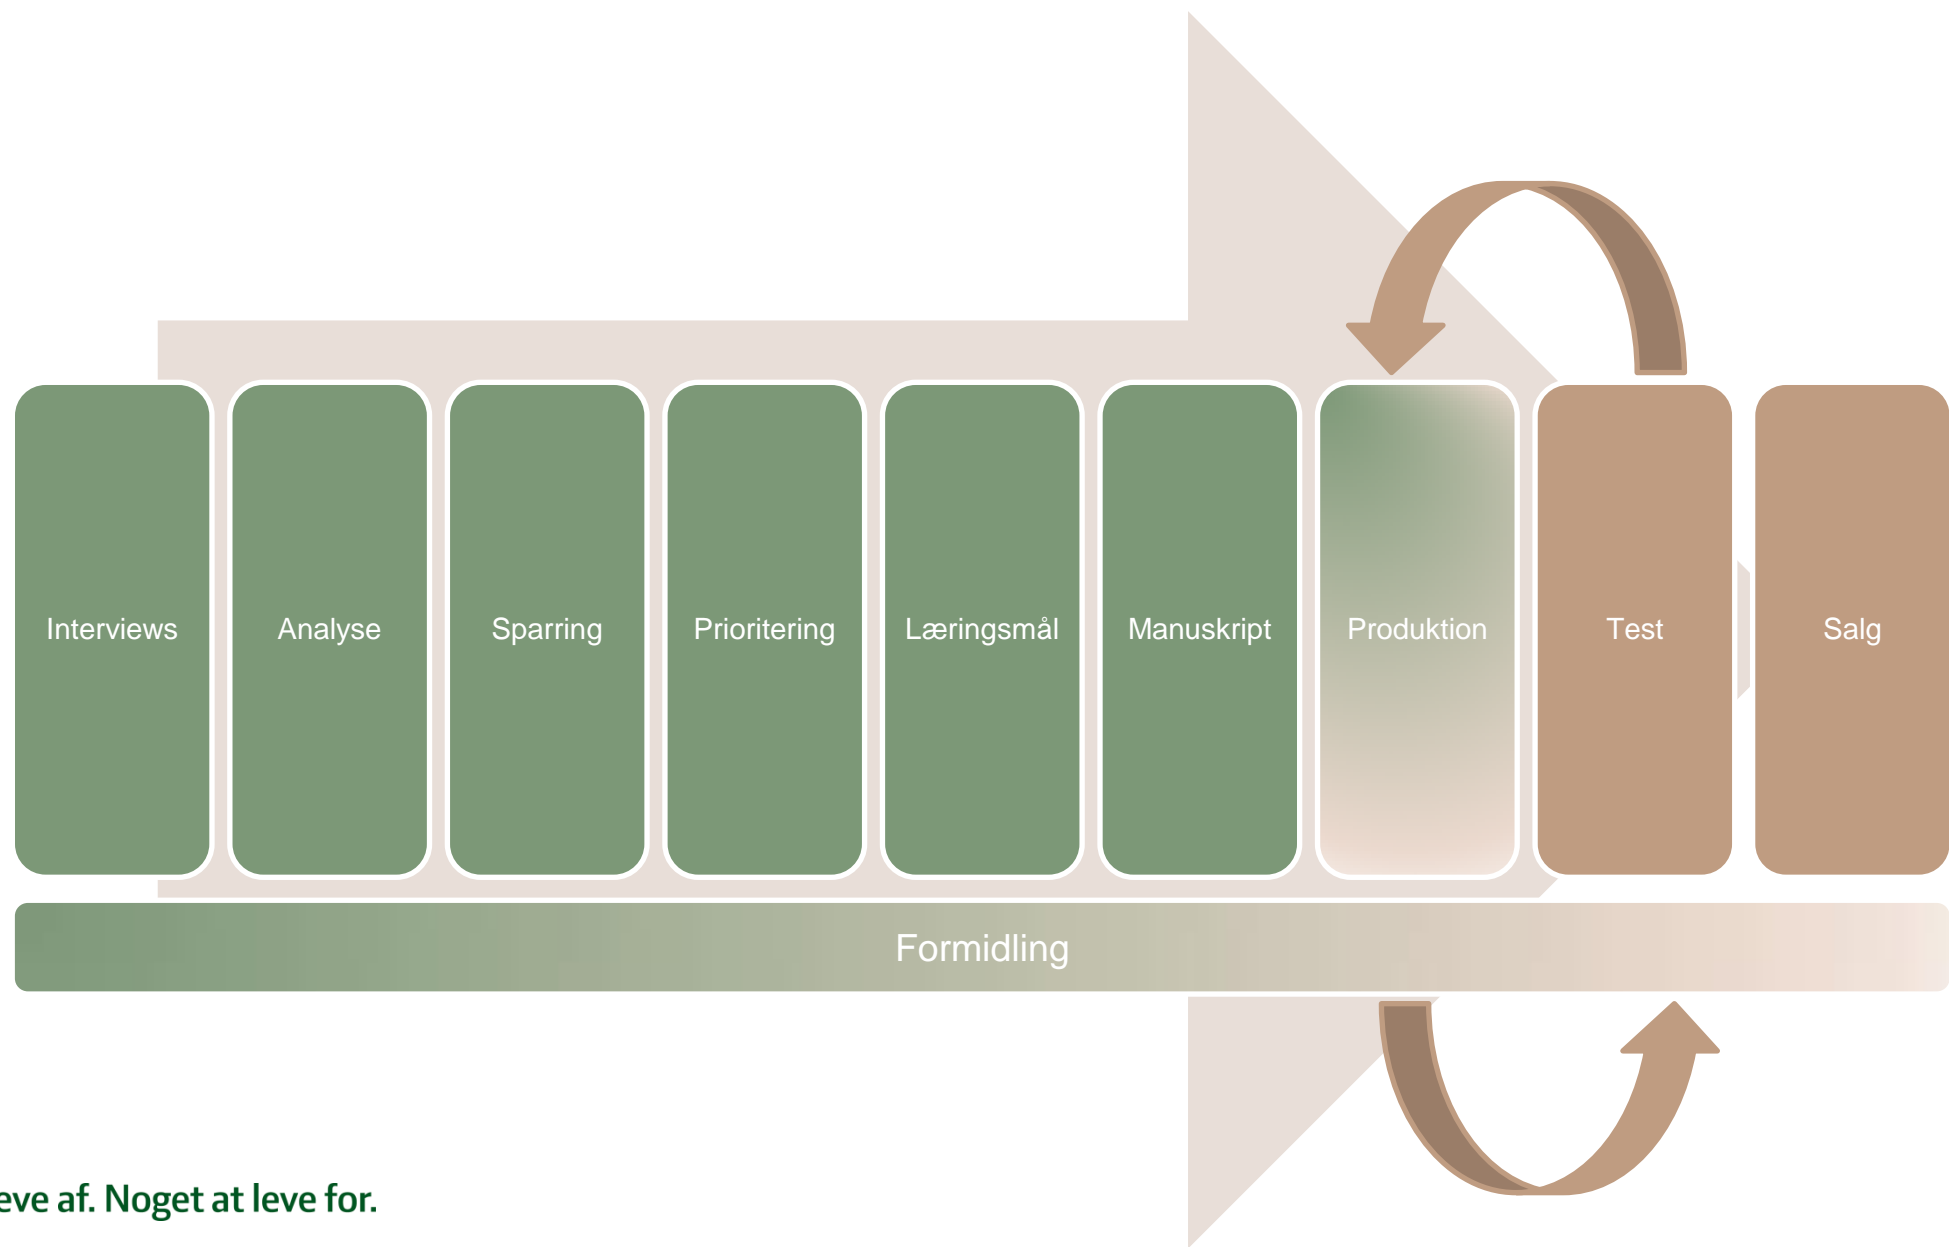 Interviews
Analyse
Sparring
Prioritering
Læringsmål
Manuskript
Produktion
Test
Salg
Formidling
eve af. Noget at leve for.